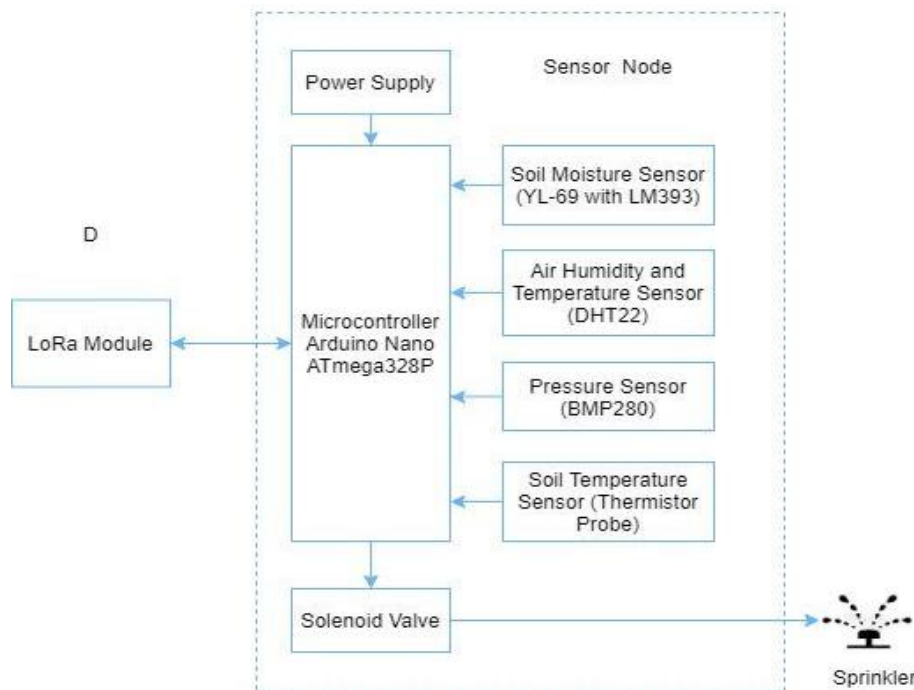 Power Supply
Sensor Node
Soil Moisture Sensor
(YL-69 with LM393)
D
Air Humidity and
Temperature Sensor
(DHT22)
LoRa Module
Microcontroller
Arduino Nano
ATmega328P
Pressure Sensor
(BMP280)
Soil Temperature
Sensor (Thermistor
Probe)
Solenoid Valve
Sprinkler